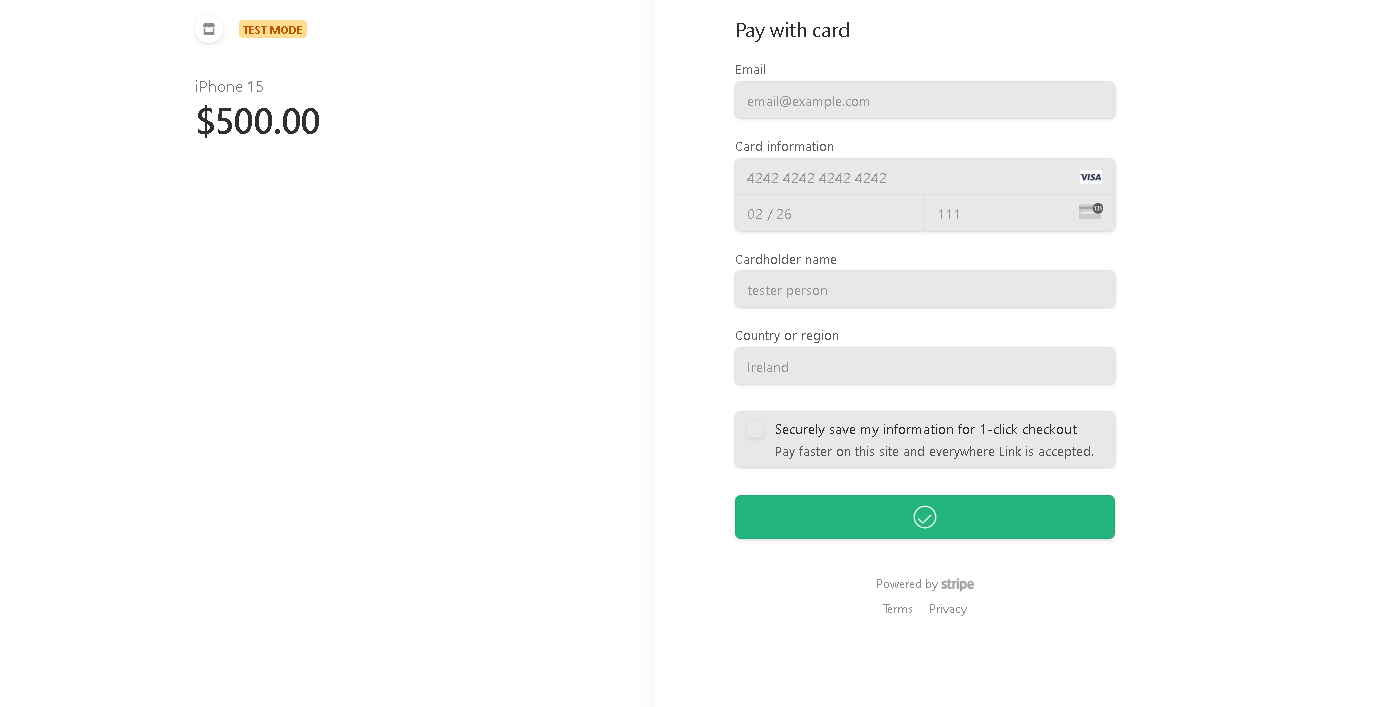 TEST MODE
iPhone 15
$500.00
Pay with card
Email
email@example.com
Card information
4242 4242 4242 4242 VISA
02 / 26 111
Cardholder name
tester person
Country or region
Ireland
Securely save my information for 1-click checkout
Pay faster on this site and everywhere Link is accepted.
Powered by stripe
Terms Privacy